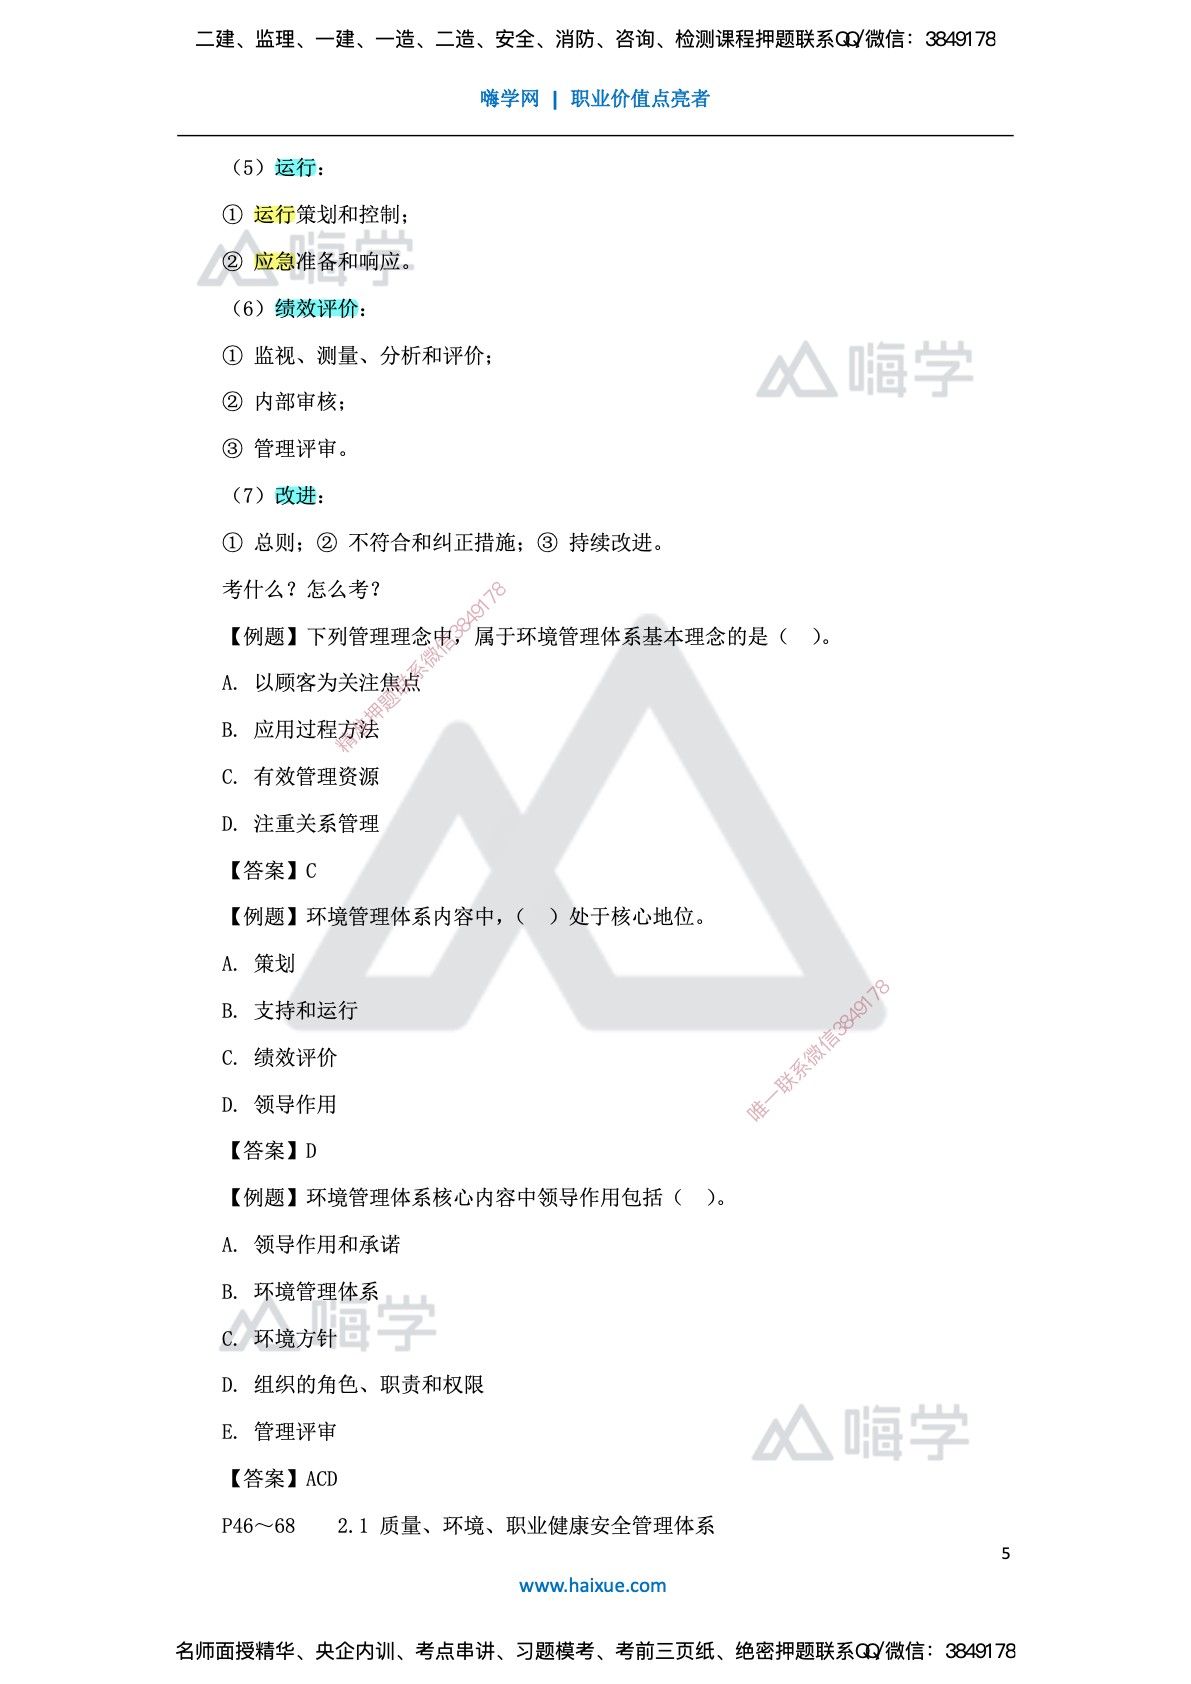 二建、监理、一建、一造、二造、安全、消防、咨询、检测课程押题联系QQ/微信：3849178
嗨学网 | 职业价值点亮者
（5）运行：
① 运行策划和控制；
② 应急准备和响应。
嗨学
（6）绩效评价：
① 监视、测量、分析和评价；
嗨学
② 内部审核；
③ 管理评审。
（7）改进：
① 总则；② 不符合和纠正措施；③ 持续改进。
考什么？怎么考？
【例题】下列管理理念中，属于环境管理体系基本理念的是（ ）。
A. 以顾客为关注焦点
精准押题联系微信3849178
B. 应用过程方法
C. 有效管理资源
D. 注重关系管理
【答案】C
【例题】环境管理体系内容中，（ ）处于核心地位。
A. 策划
B. 支持和运行
唯一联系微信3849178
C. 绩效评价
D. 领导作用
【答案】D
【例题】环境管理体系核心内容中领导作用包括（ ）。
A. 领导作用和承诺
B. 环境管理体系
嗨学
C. 环境方针
D. 组织的角色、职责和权限
嗨学
E. 管理评审
【答案】ACD
P46～68 2.1 质量、环境、职业健康安全管理体系
5
www.haixue.com
名师面授精华、央企内训、考点串讲、习题模考、考前三页纸、绝密押题联系QQ/微信：3849178